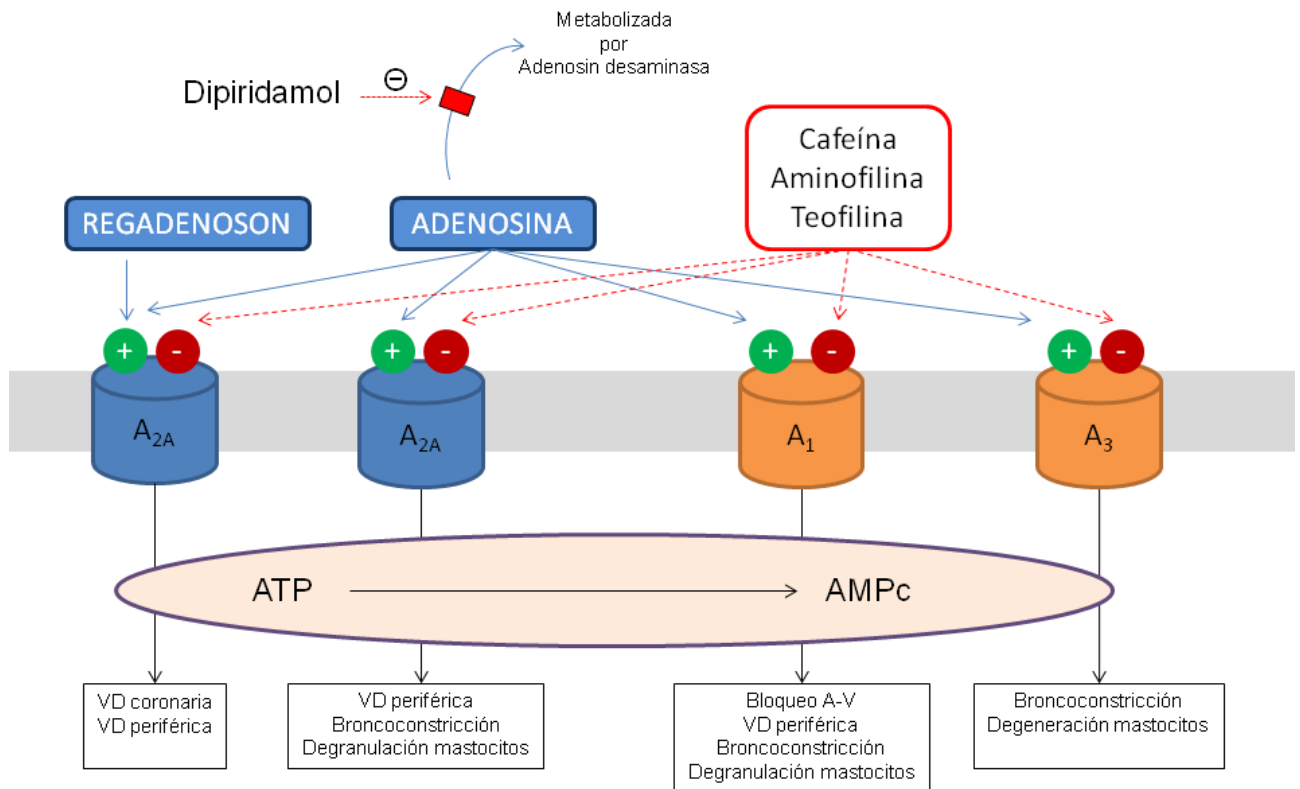 Metabolizada
por
Adenosin desaminasa
Dipiridamol
⊖
Cafeína
Aminofilina
Teofilina
REGADENOSON
ADENOSINA
+ - + - + - + -
A2A
A2A
A1
A3
ATP
AMPc
VD coronaria
VD periférica
VD periférica
Broncoconstricción
Degranulación mastocitos
Bloqueo A-V
VD periférica
Broncoconstricción
Degranulación mastocitos
Broncoconstricción
Degeneración mastocitos